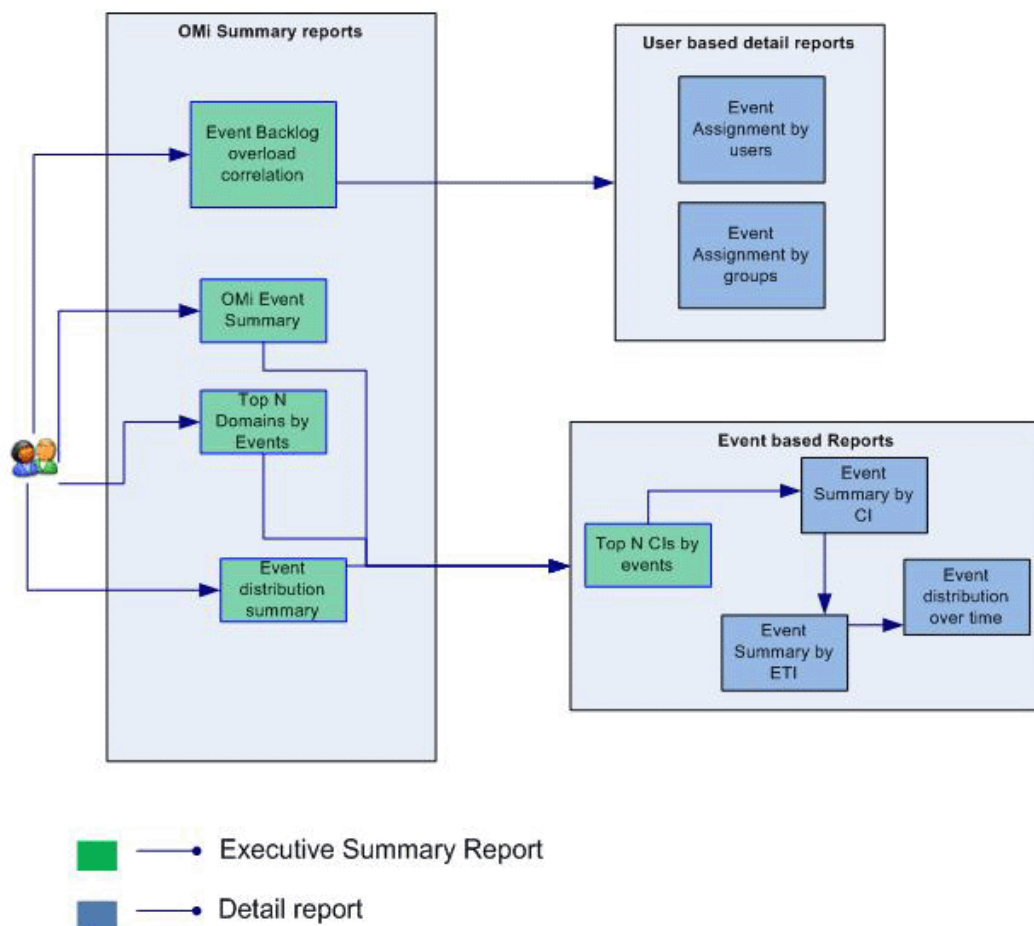 OMi Summary reports
Event Backlog
overload
correlation
OMi Event
Summary
Top N
Domains by
Events
Event
distribution
summary
User based detail reports
Event
Assignment by
users
Event
Assignment by
groups
Event based Reports
Top N CIs by
events
Event
Summary by
CI
Event
Summary by
ETI
Event
distribution
over time
Executive Summary Report
Detail report